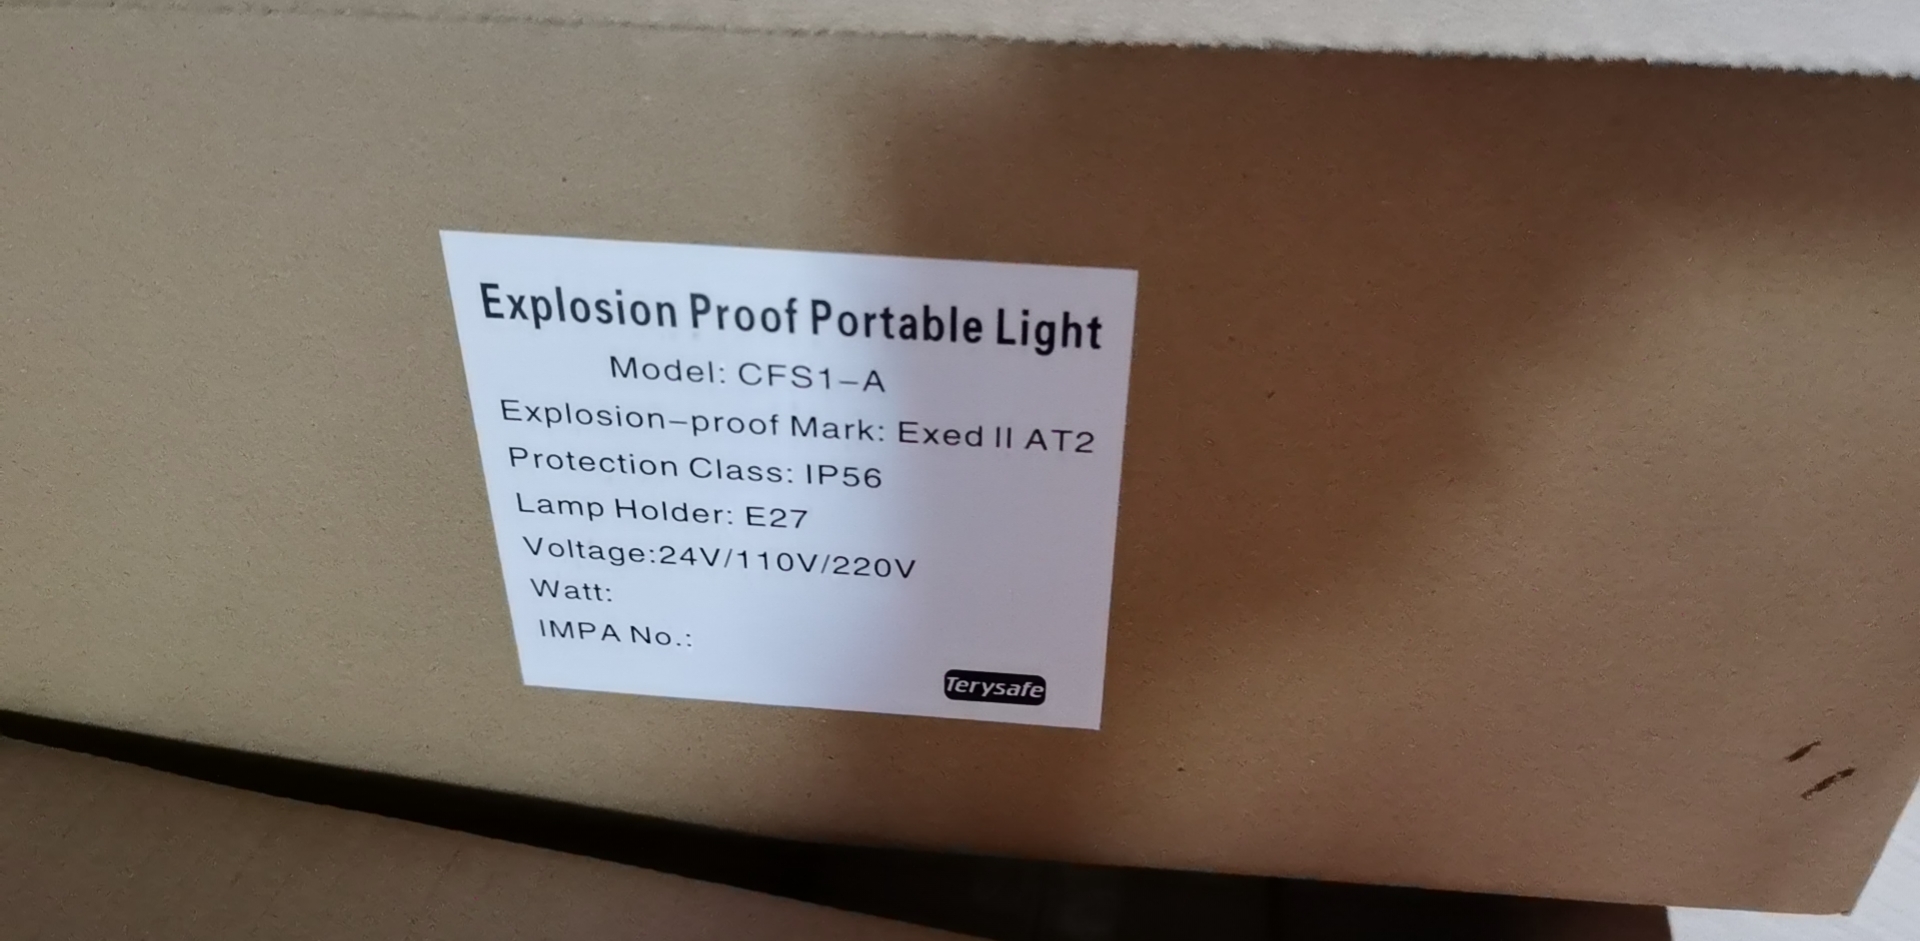 Explosion Proof Portable Light
Model: CFS1-A
Explosion-proof Mark: Exed II AT2
Protection Class: IP56
Lamp Holder: E27
Voltage:24V/110V/220V
Watt:
IMPA No.:
Terysafe